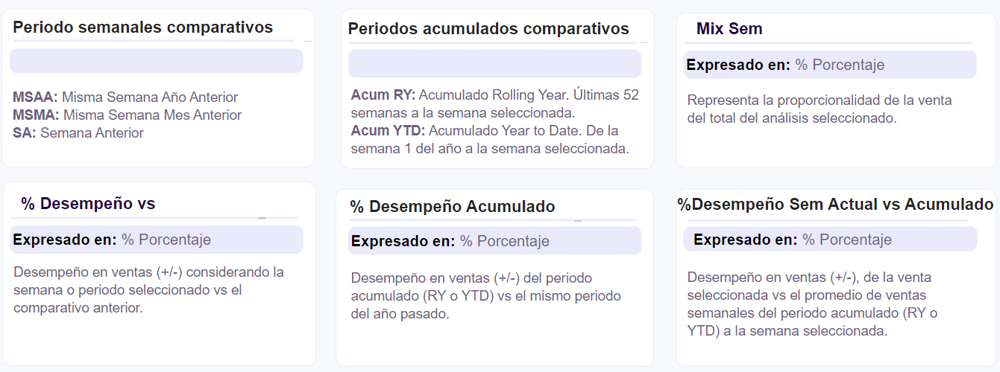 Periodo semanales comparativos
MSAA: Misma Semana Año Anterior
MSMA: Misma Semana Mes Anterior
SA: Semana Anterior
Periodos acumulados comparativos
Acum RY: Acumulado Rolling Year. Últimas 52
semanas a la semana seleccionada.
Acum YTD: Acumulado Year to Date. De la
semana 1 del año a la semana seleccionada.
Mix Sem
Expresado en: % Porcentaje
Representa la proporcionalidad de la venta
del total del análisis seleccionado.
% Desempeño vs
Expresado en: % Porcentaje
Desempeño en ventas (+/-) considerando la
semana o periodo seleccionado vs el
comparativo anterior.
% Desempeño Acumulado
Expresado en: % Porcentaje
Desempeño en ventas (+/-) del periodo
acumulado (RY o YTD) vs el mismo periodo
del año pasado.
%Desempeño Sem Actual vs Acumulado
Expresado en: % Porcentaje
Desempeño en ventas (+/-), de la venta
seleccionada vs el promedio de ventas
semanales del periodo acumulado (RY o
YTD) a la semana seleccionada.